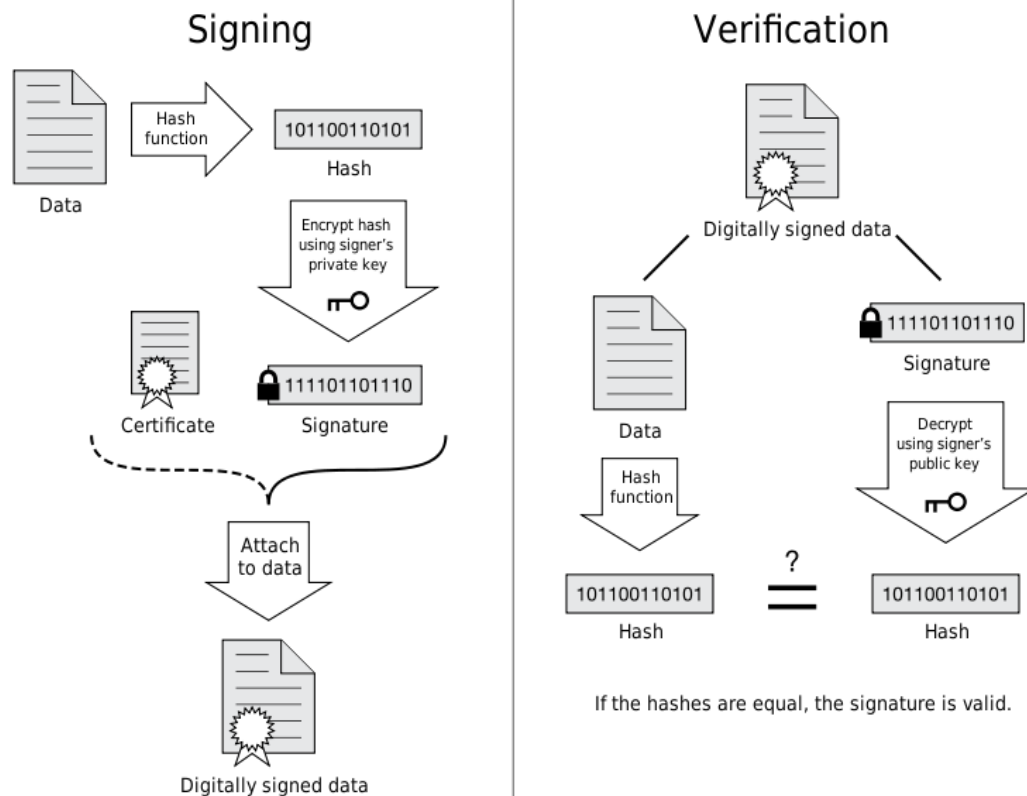 Signing
Data
Hash
function
101100110101
Hash
Encrypt hash
using signer's
private key
Certificate
111101101110
Signature
Attach
to data
Digitally signed data
Verification
Digitally signed data
Data
Hash
function
101100110101
Hash
111101101110
Signature
Decrypt
using signer's
public key
?
101100110101
Hash
If the hashes are equal, the signature is valid.